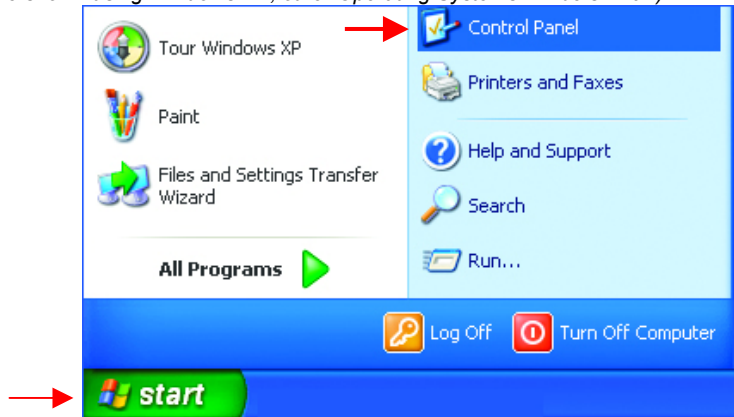 Tour Windows XP
Paint
Files and Settings Transfer
Wizard
All Programs
Control Panel
Printers and Faxes
Help and Support
Search
Run...
Log Off
Turn Off Computer
start